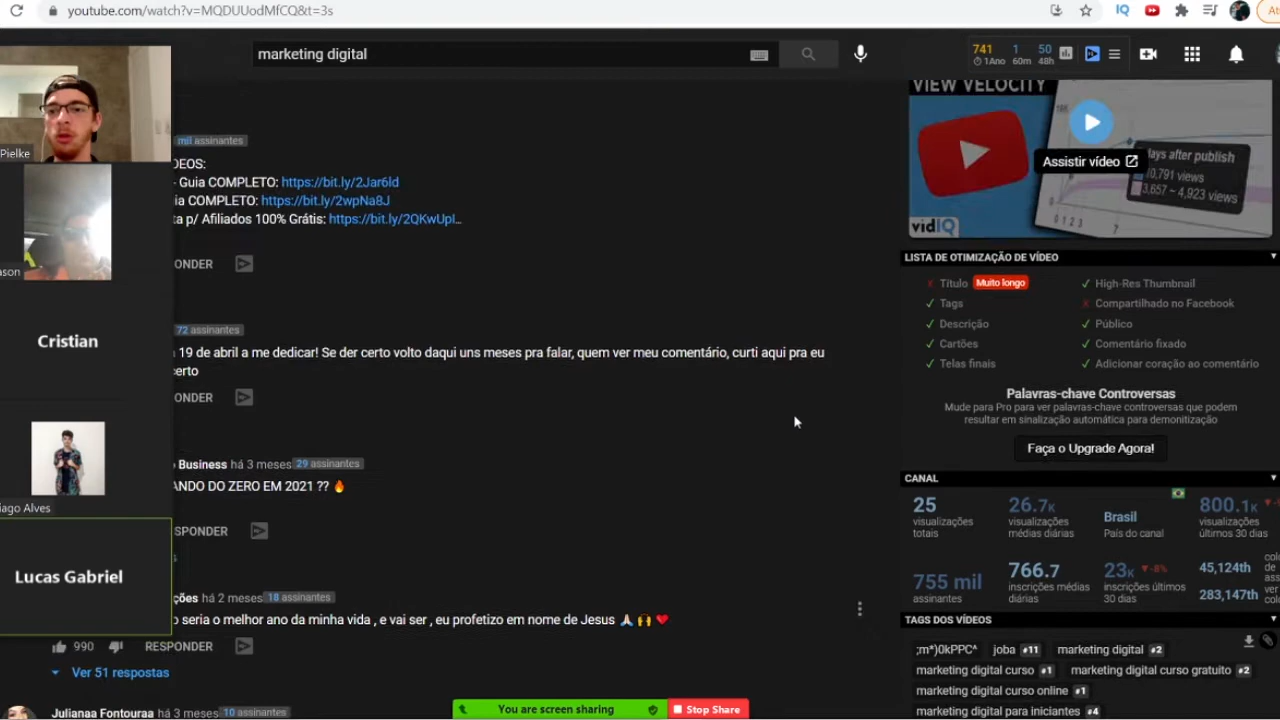 youtube.com/watch?v=MQDUUodMfCQ&t=3s
At
marketing digital
741 1 50
1Ano 60m 48h
Pielke
ason
Cristian
iago Alves
Lucas Gabriel
mil assinantes
DEOS:
- Guia COMPLETO: https://bit.ly/2Jar6ld
ia COMPLETO: https://bit.ly/2wpNa8J
ta p/ Afiliados 100% Grátis: https://bit.ly/2QKwUpI...
ONDER
72 assinantes
19 de abril a me dedicar! Se der certo volto daqui uns meses pra falar, quem ver meu comentário, curti aqui pra eu
certo
ONDER
o Business há 3 meses 29 assinantes
ANDO DO ZERO EM 2021 ?? 🔥
SPONDER
ções há 2 meses 18 assinantes
o seria o melhor ano da minha vida , e vai ser , eu profetizo em nome de Jesus 🙏🏻 🙌 ❤️
990 RESPONDER
Ver 51 respostas
Julianaa Fontouraa há 3 meses 10 assinantes
You are screen sharing Stop Share
VIEW VELOCITY
Assistir vídeo
days after publish
10,791 views
3,657 ~ 4,923 views
0 1 2 3 7
vidIQ
LISTA DE OTIMIZAÇÃO DE VÍDEO
x Título Muito longo
✓ High-Res Thumbnail
✓ Tags
x Compartilhado no Facebook
✓ Descrição
✓ Público
✓ Cartões
✓ Comentário fixado
✓ Telas finais
✓ Adicionar coração ao comentário
Palavras-chave Controversas
Mude para Pro para ver palavras-chave controversas que podem
resultar em sinalização automática para demonitização
Faça o Upgrade Agora!
CANAL
25
visualizações
totais
26.7K
visualizações
médias diárias
Brasil
País do canal
800.1K
visualizações
últimos 30 dias
755 mil
assinantes
766.7
inscrições médias
diárias
23K -8%
inscrições últimos
30 dias
45,124th
283,147th
TAGS DOS VÍDEOS
;m*)0kPPC^ joba #11 marketing digital #2
marketing digital curso #1 marketing digital curso gratuito #2
marketing digital curso online #1
marketing digital para iniciantes #4